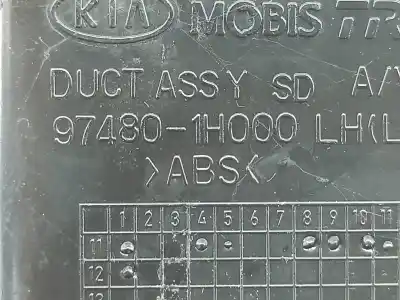 KIA MOBIS
DUCT ASSY SD A/
97480-1H000 LH(L
>ABS<
1 2 3 4 5 6 7 8 9 10 11
11
12